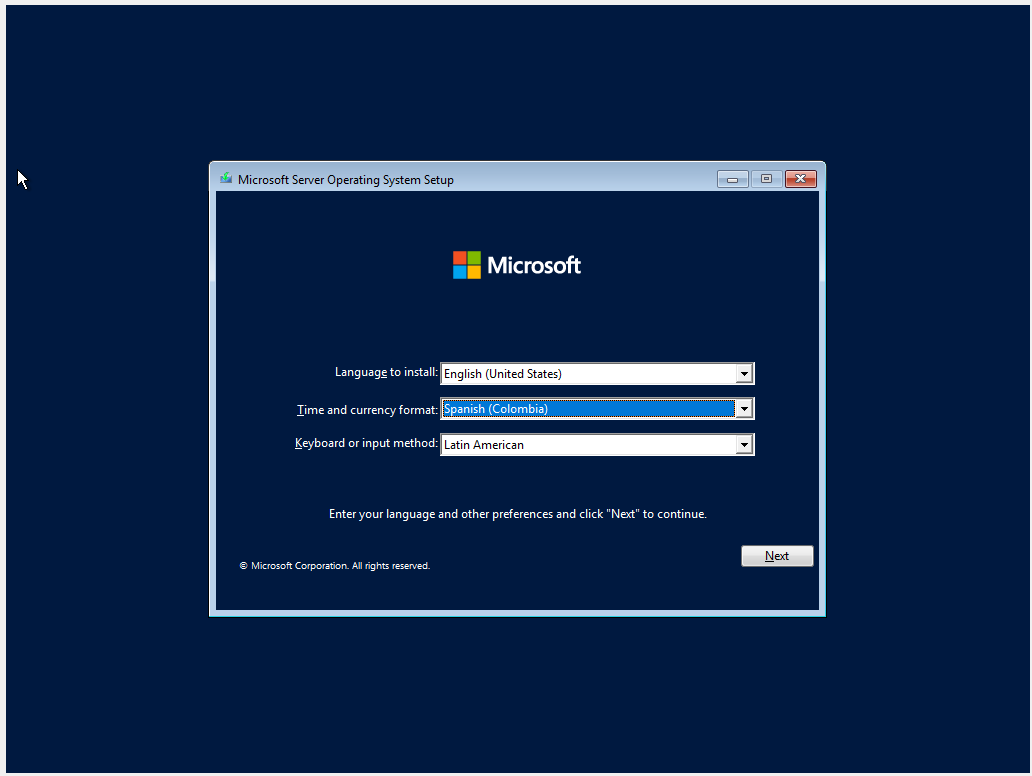 Microsoft Server Operating System Setup
Microsoft
Language to install: English (United States)
Time and currency format: Spanish (Colombia)
Keyboard or input method: Latin American
Enter your language and other preferences and click "Next" to continue.
Next
© Microsoft Corporation. All rights reserved.